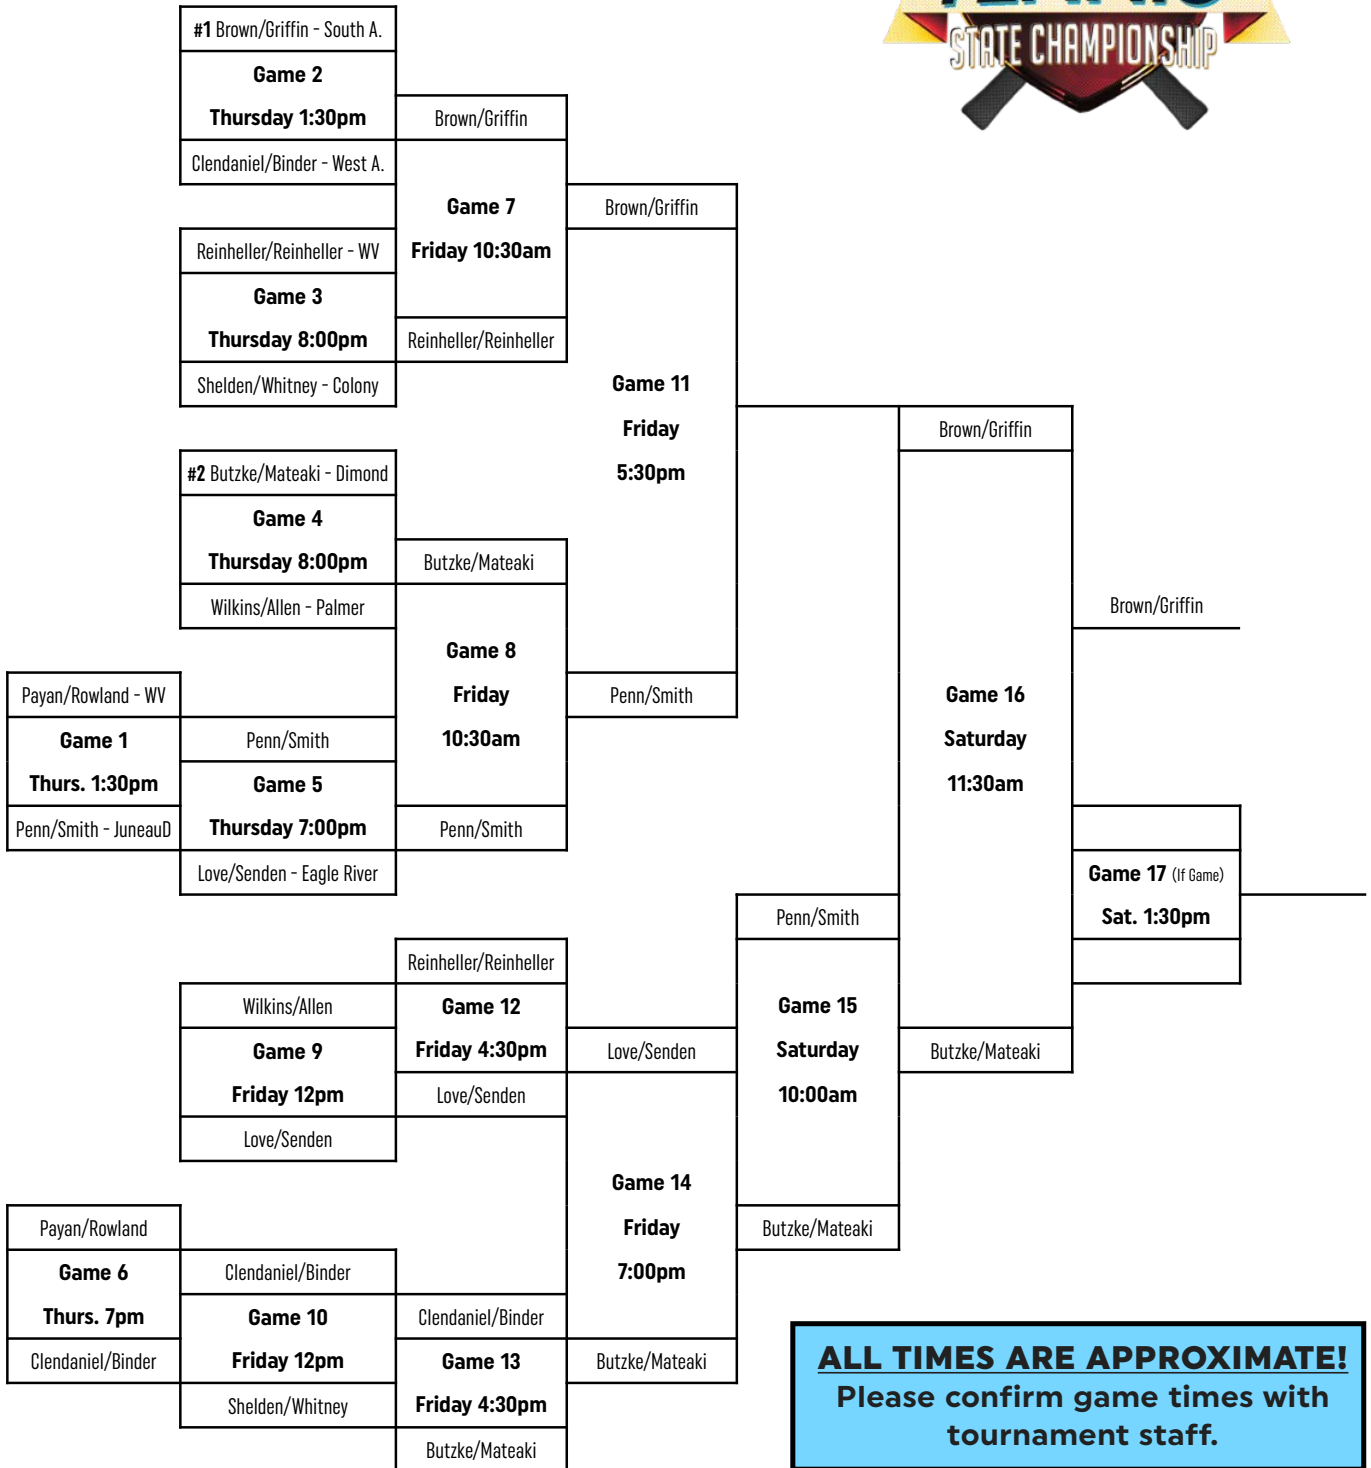 STATE CHAMPIONSHIP
#1 Brown/Griffin - South A.
Game 2
Thursday 1:30pm
Brown/Griffin
Clendaniel/Binder - West A.
Game 7
Brown/Griffin
Reinheller/Reinheller - WV
Friday 10:30am
Game 3
Thursday 8:00pm
Reinheller/Reinheller
Shelden/Whitney - Colony
Game 11
Friday
Brown/Griffin
#2 Butzke/Mateaki - Dimond
5:30pm
Game 4
Thursday 8:00pm
Butzke/Mateaki
Wilkins/Allen - Palmer
Brown/Griffin
Game 8
Payan/Rowland - WV
Friday
Penn/Smith
Game 16
Game 1
Penn/Smith
10:30am
Saturday
Thurs. 1:30pm
Game 5
11:30am
Penn/Smith - JuneauD
Thursday 7:00pm
Penn/Smith
Love/Senden - Eagle River
Game 17 (If Game)
Penn/Smith
Sat. 1:30pm
Reinheller/Reinheller
Wilkins/Allen
Game 12
Game 15
Game 9
Friday 4:30pm
Love/Senden
Saturday
Butzke/Mateaki
Friday 12pm
Love/Senden
10:00am
Love/Senden
Game 14
Payan/Rowland
Friday
Butzke/Mateaki
Game 6
Clendaniel/Binder
7:00pm
Thurs. 7pm
Game 10
Clendaniel/Binder
Clendaniel/Binder
Friday 12pm
Game 13
Butzke/Mateaki
Shelden/Whitney
Friday 4:30pm
Butzke/Mateaki
ALL TIMES ARE APPROXIMATE!
Please confirm game times with
tournament staff.